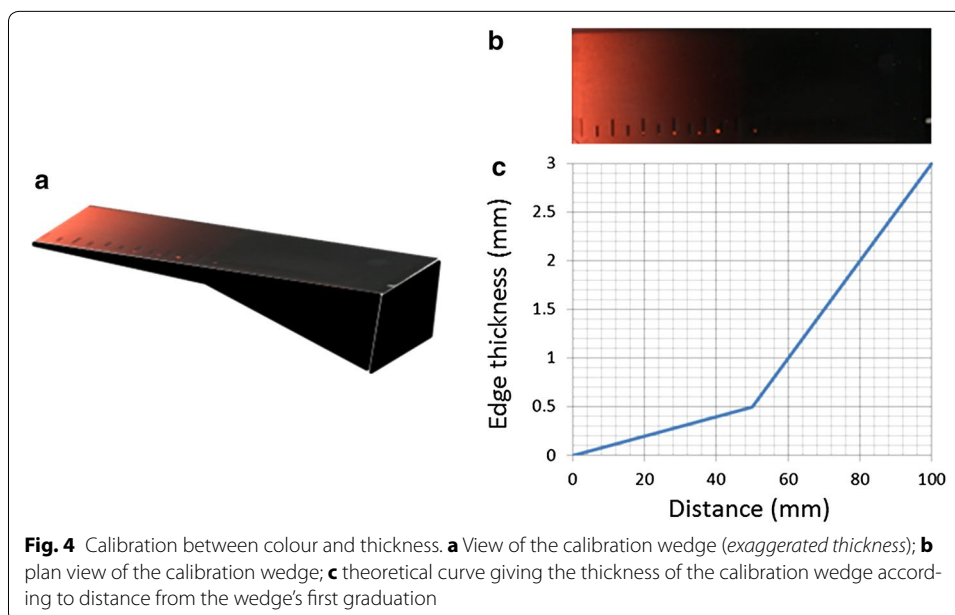 b
a
c
3
2.5
2
1.5
1
0.5
0
Edge thickness (mm)
0 20 40 60 80 100
Distance (mm)
Fig. 4 Calibration between colour and thickness. a View of the calibration wedge (exaggerated thickness); b
plan view of the calibration wedge; c theoretical curve giving the thickness of the calibration wedge accord-
ing to distance from the wedge's first graduation